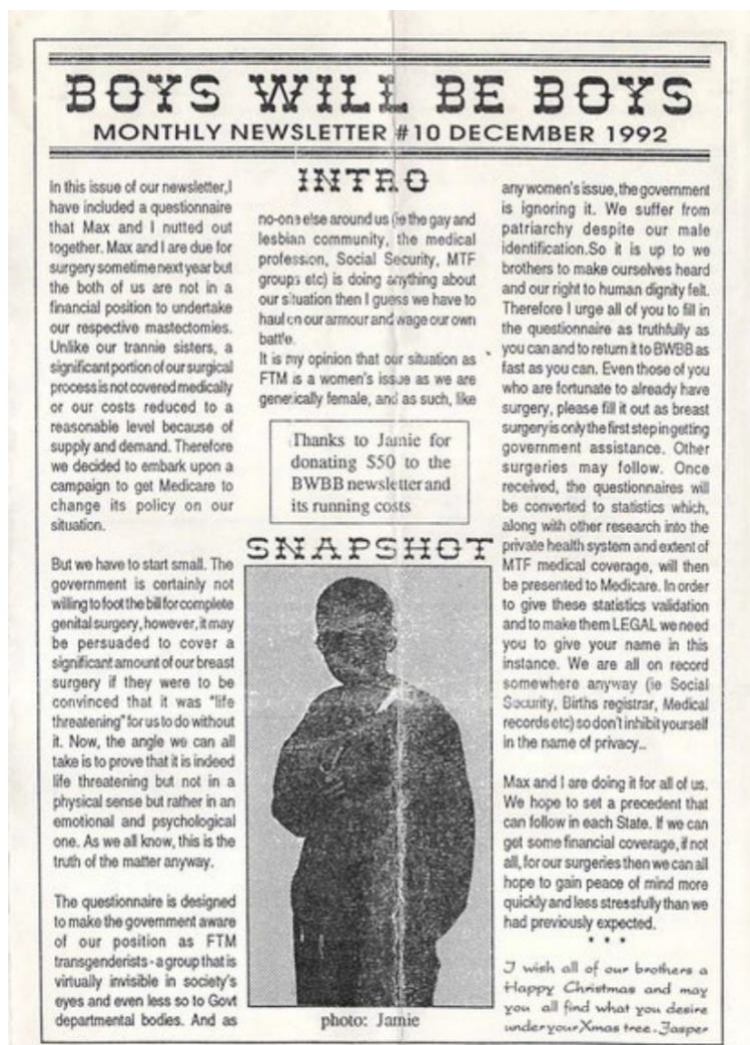 BOYS WILL BE BOYS
MONTHLY NEWSLETTER #10 DECEMBER 1992
INTRO
In this issue of our newsletter,I
have included a questionnaire
that Max and I nutted out
together. Max and I are due for
surgery sometime next year but
the both of us are not in a
financial position to undertake
our respective mastectomies.
Unlike our trannie sisters, a
significant portion of our surgical
process is not covered medically
or our costs reduced to a
reasonable level because of
supply and demand. Therefore
we decided to embark upon a
campaign to get Medicare to
change its policy on our
situation.
But we have to start small. The
government is certainly not
willing to foot the bill for complete
genital surgery, however, it may
be persuaded to cover a
significant amount of our breast
surgery if they were to be
convinced that it was "life
threatening" for us to do without
it. Now, the angle we can all
take is to prove that it is indeed
life threatening but not in a
physical sense but rather in an
emotional and psychological
one. As we all know, this is the
truth of the matter anyway.
The questionnaire is designed
to make the government aware
of our position as FTM
transgenderists - a group that is
virtually invisible in society's
eyes and even less so to Govt
departmental bodies. And as
no-one else around us (ie the gay and
lesbian community, the medical
profession, Social Security, MTF
groups etc) is doing anything about
our situation then I guess we have to
haul on our armour and wage our own
battle.
It is my opinion that our situation as
FTM is a women's issue as we are
generically female, and as such, like
Thanks to Jamie for
donating $50 to the
BWBB newsletter and
its running costs
SNAPSHOT
photo: Jamie
any women's issue, the government
is ignoring it. We suffer from
patriarchy despite our male
identification.So it is up to we
brothers to make ourselves heard
and our right to human dignity felt.
Therefore I urge all of you to fill in
the questionnaire as truthfully as
you can and to return it to BWBB as
fast as you can. Even those of you
who are fortunate to already have
surgery, please fill it out as breast
surgery is only the first step in getting
government assistance. Other
surgeries may follow. Once
received, the questionnaires will
be converted to statistics which,
along with other research into the
private health system and extent of
MTF medical coverage, will then
be presented to Medicare. In order
to give these statistics validation
and to make them LEGAL we need
you to give your name in this
instance. We are all on record
somewhere anyway (ie Social
Security, Births registrar, Medical
records etc) so don't inhibit yourself
in the name of privacy..
Max and I are doing it for all of us.
We hope to set a precedent that
can follow in each State. If we can
get some financial coverage, if not
all, for our surgeries then we can all
hope to gain peace of mind more
quickly and less stressfully than we
had previously expected.
* * *
I wish all of our brothers a
Happy Christmas and may
you all find what you desire
under your Xmas tree. Jasper